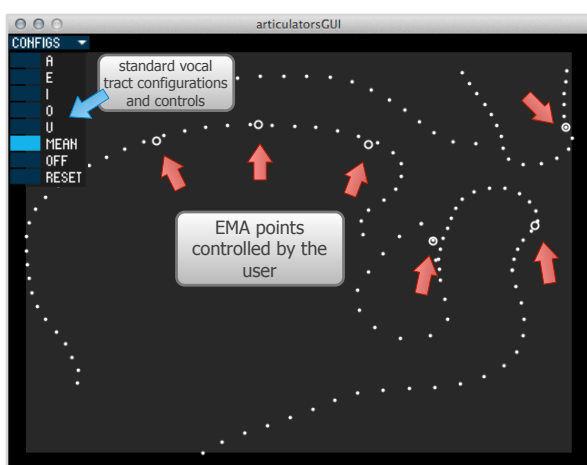 articulatorsGUI
CONFIGS
A
E
I
O
U
MEAN
OFF
RESET
standard vocal
tract configurations
and controls
EMA points
controlled by the
user